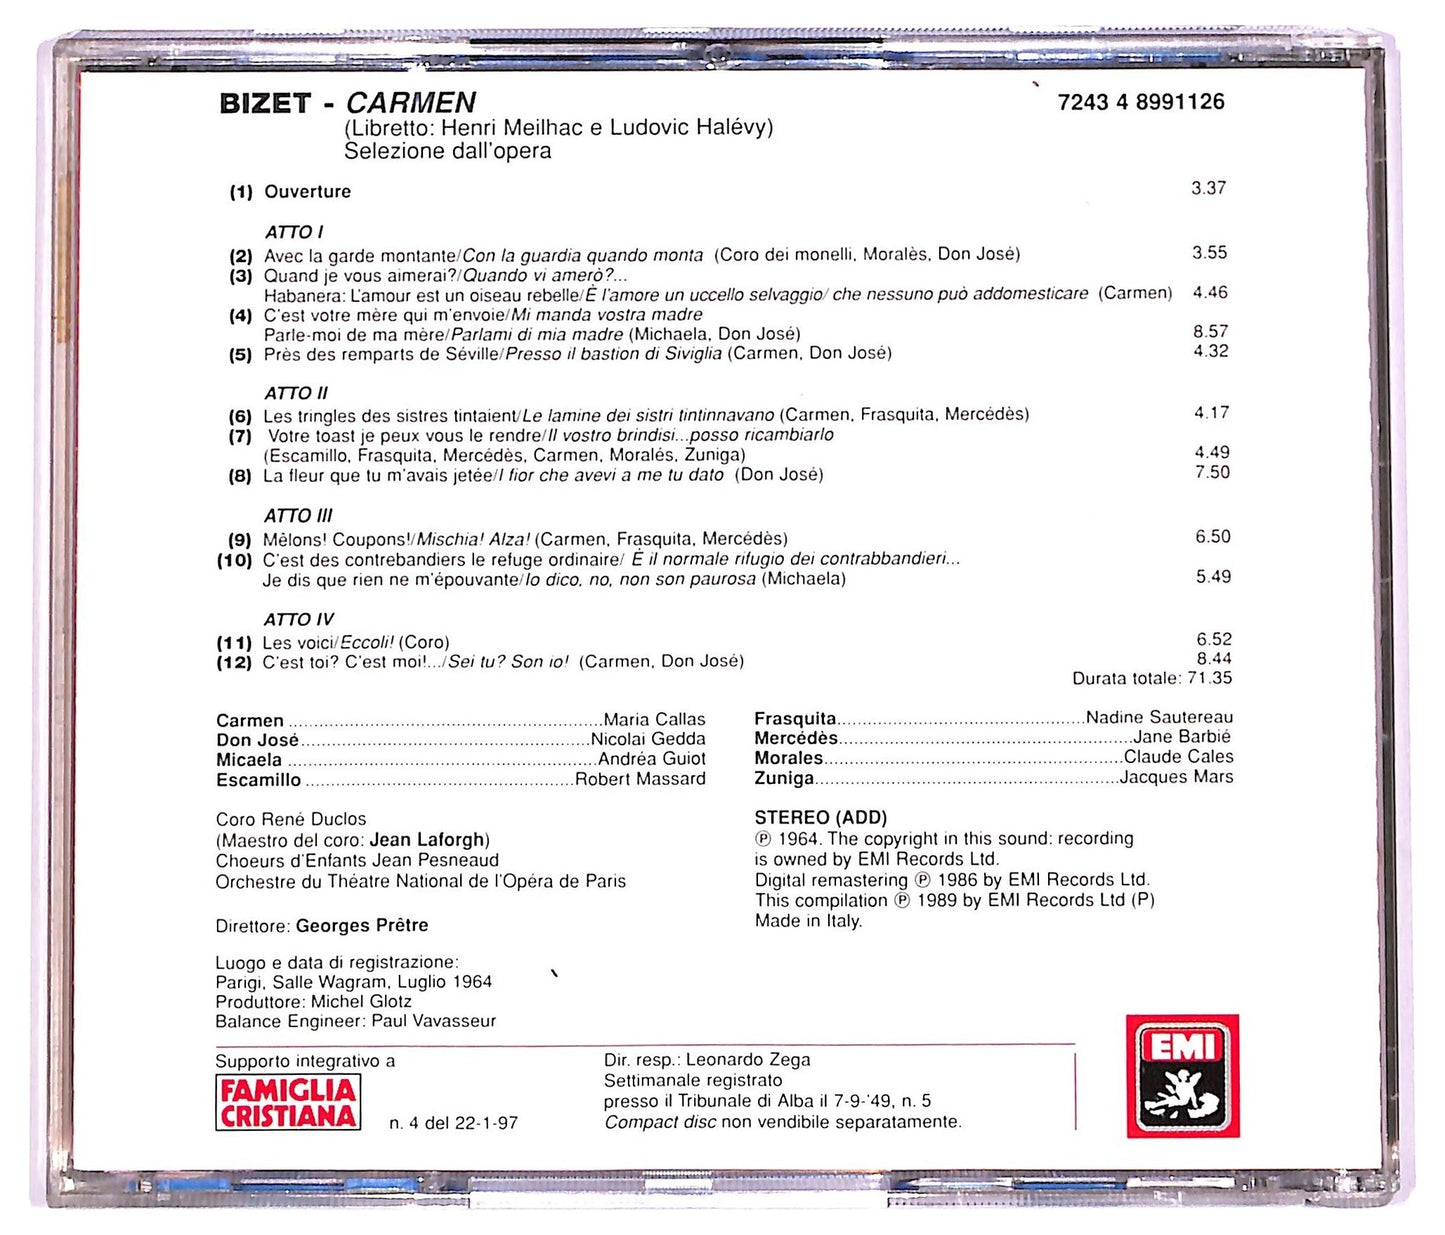 BIZET - CARMEN 7243 4 8991126
(Libretto: Henri Meilhac e Ludovic Halévy)
Selezione dall'opera
(1) Ouverture 3.37
ATTO I
(2) Avec la garde montante/Con la guardia quando monta (Coro dei monelli, Moralès, Don José) 3.55
(3) Quand je vous aimerai?/Quando vi amerò?...
Habanera: L'amour est un oiseau rebelle/È l'amore un uccello selvaggio/ che nessuno può addomesticare (Carmen) 4.46
(4) C'est votre mère qui m'envoie/Mi manda vostra madre
Parle-moi de ma mère/Parlami di mia madre (Michaela, Don José) 8.57
(5) Près des remparts de Séville/Presso il bastion di Siviglia (Carmen, Don José) 4.32
ATTO II
(6) Les tringles des sistres tintaient/Le lamine dei sistri tintinnavano (Carmen, Frasquita, Mercédès) 4.17
(7) Votre toast je peux vous le rendre/Il vostro brindisi...posso ricambiarlo
(Escamillo, Frasquita, Mercédès, Carmen, Moralés, Zuniga) 4.49
(8) La fleur que tu m'avais jetée/I fior che avevi a me tu dato (Don José) 7.50
ATTO III
(9) Mêlons! Coupons!/Mischia! Alza! (Carmen, Frasquita, Mercédès) 6.50
(10) C'est des contrebandiers le refuge ordinaire/ È il normale rifugio dei contrabbandieri...
Je dis que rien ne m'épouvante/Io dico, no, non son paurosa (Michaela) 5.49
ATTO IV
(11) Les voici/Eccoli! (Coro) 6.52
(12) C'est toi? C'est moi!.../Sei tu? Son io! (Carmen, Don José) 8.44
Durata totale: 71.35
Carmen ..............................Maria Callas
Don José..............................Nicolai Gedda
Micaela ..............................Andréa Guiot
Escamillo ..............................Robert Massard
Frasquita..............................Nadine Sautereau
Mercédès..............................Jane Barbié
Morales..............................Claude Cales
Zuniga..............................Jacques Mars
Coro René Duclos
(Maestro del coro: Jean Laforgh)
Choeurs d'Enfants Jean Pesneaud
Orchestre du Théatre National de l'Opéra de Paris
Direttore: Georges Prêtre
Luogo e data di registrazione:
Parigi, Salle Wagram, Luglio 1964
Produttore: Michel Glotz
Balance Engineer: Paul Vavasseur
STEREO (ADD)
℗ 1964. The copyright in this sound: recording
is owned by EMI Records Ltd.
Digital remastering ℗ 1986 by EMI Records Ltd.
This compilation ℗ 1989 by EMI Records Ltd (P)
Made in Italy.
Supporto integrativo a
FAMIGLIA
CRISTIANA
n. 4 del 22-1-97
Dir. resp.: Leonardo Zega
Settimanale registrato
presso il Tribunale di Alba il 7-9-'49, n. 5
Compact disc non vendibile separatamente.
EMI